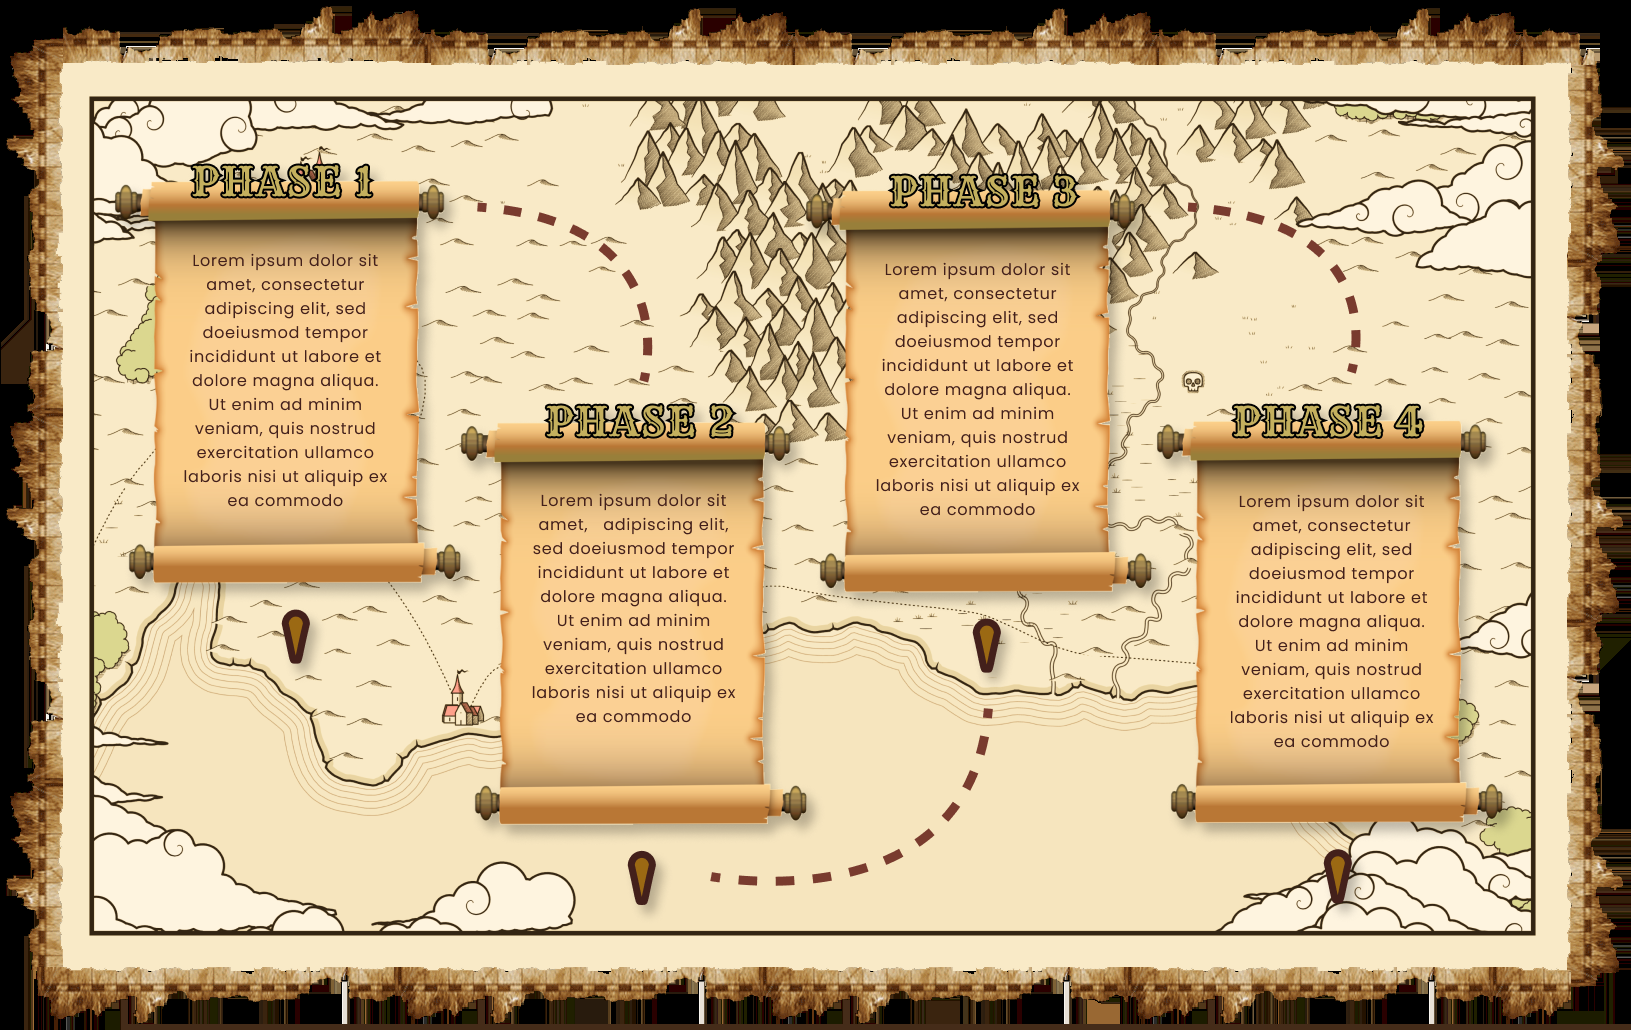 PHASE 1
Lorem ipsum dolor sit
amet, consectetur
adipiscing elit, sed
doeiusmod tempor
incididunt ut labore et
dolore magna aliqua.
Ut enim ad minim
veniam, quis nostrud
exercitation ullamco
laboris nisi ut aliquip ex
ea commodo
PHASE 2
Lorem ipsum dolor sit
amet, adipiscing elit,
sed doeiusmod tempor
incididunt ut labore et
dolore magna aliqua.
Ut enim ad minim
veniam, quis nostrud
exercitation ullamco
laboris nisi ut aliquip ex
ea commodo
PHASE 3
Lorem ipsum dolor sit
amet, consectetur
adipiscing elit, sed
doeiusmod tempor
incididunt ut labore et
dolore magna aliqua.
Ut enim ad minim
veniam, quis nostrud
exercitation ullamco
laboris nisi ut aliquip ex
ea commodo
PHASE 4
Lorem ipsum dolor sit
amet, consectetur
adipiscing elit, sed
doeiusmod tempor
incididunt ut labore et
dolore magna aliqua.
Ut enim ad minim
veniam, quis nostrud
exercitation ullamco
laboris nisi ut aliquip ex
ea commodo